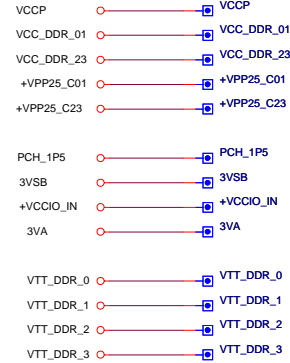 VCCP VCCP
VCC_DDR_01 VCC_DDR_01
VCC_DDR_23 VCC_DDR_23
+VPP25_C01 +VPP25_C01
+VPP25_C23 +VPP25_C23
PCH_1P5 PCH_1P5
3VSB 3VSB
+VCCIO_IN +VCCIO_IN
3VA 3VA
VTT_DDR_0 VTT_DDR_0
VTT_DDR_1 VTT_DDR_1
VTT_DDR_2 VTT_DDR_2
VTT_DDR_3 VTT_DDR_3